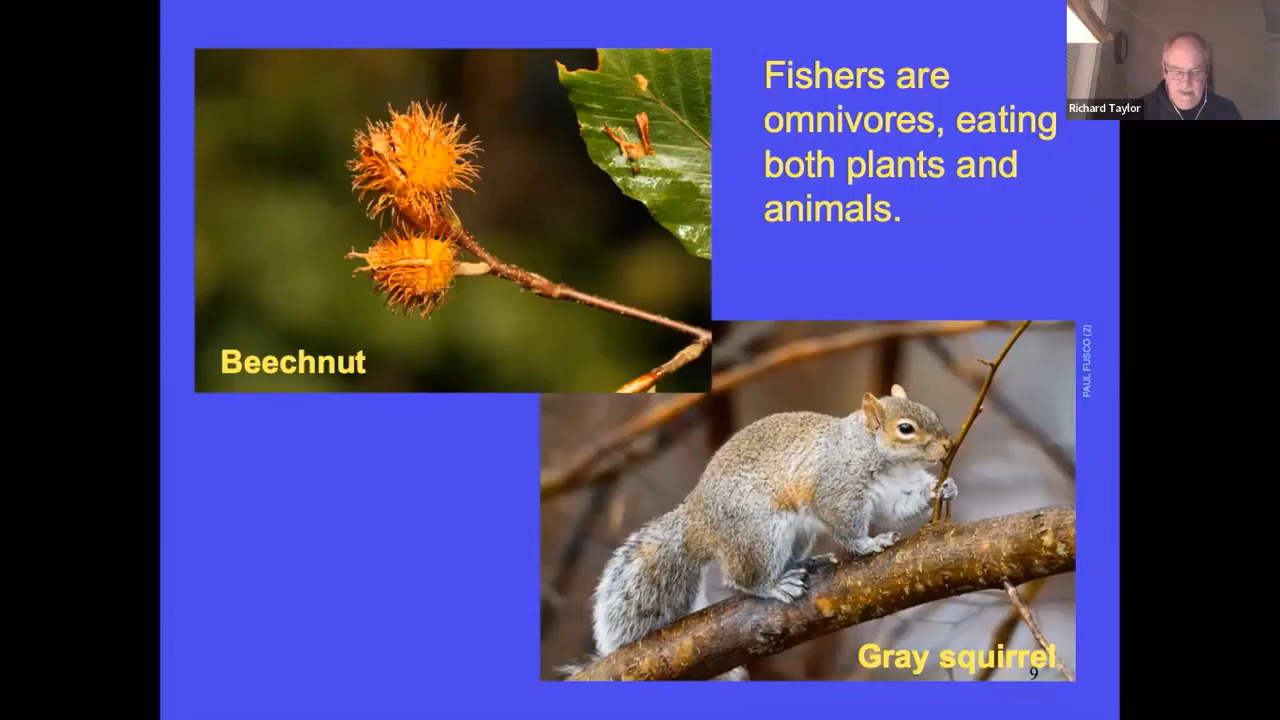 Fishers are
omnivores, eating
both plants and
animals.
Richard Taylor
Beechnut
PAUL FUSCO (2)
Gray squirrel
9